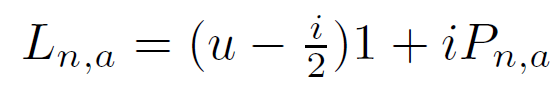 L_{n,a} = (u - \frac{i}{2})1 + iP_{n,a}